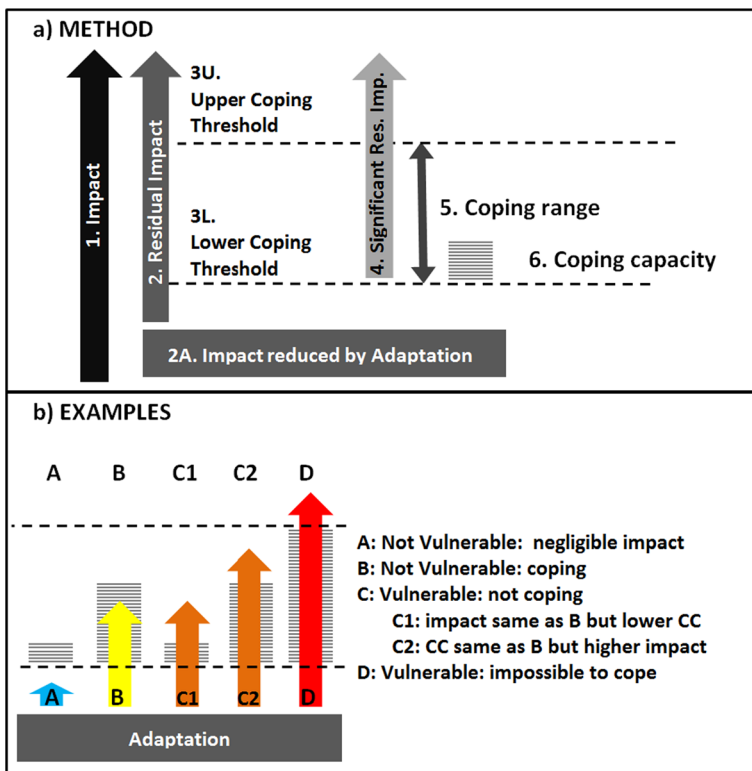 a) METHOD
1. Impact
2. Residual Impact
3U.
Upper Coping
Threshold
3L.
Lower Coping
Threshold
4. Significant Res. Imp.
5. Coping range
6. Coping capacity
2A. Impact reduced by Adaptation
b) EXAMPLES
A B C1 C2 D
A: Not Vulnerable: negligible impact
B: Not Vulnerable: coping
C: Vulnerable: not coping
C1: impact same as B but lower CC
C2: CC same as B but higher impact
D: Vulnerable: impossible to cope
A B C1 C2 D
Adaptation